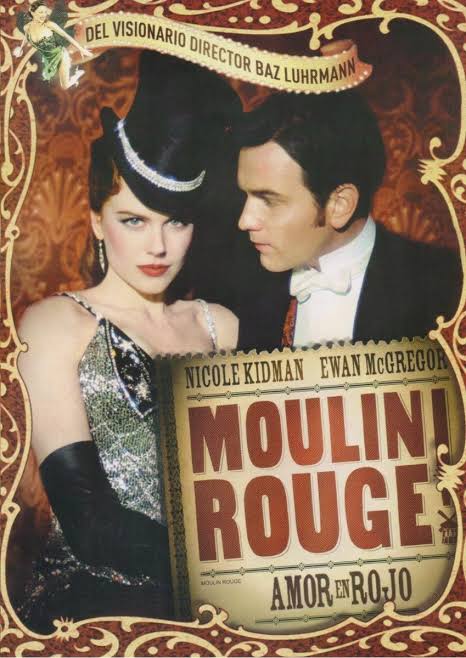 DEL VISIONARIO DIRECTOR BAZ LUHRMANN
NICOLE KIDMAN EWAN McGREGOR
MOULIN
ROUGE!
MOULIN ROUGE
AMOR EN ROJO